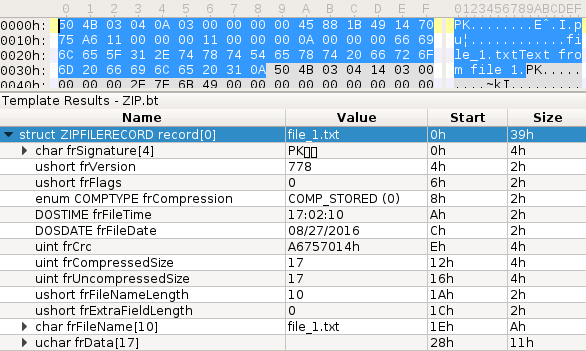 0 1 2 3 4 5 6 7 8 9 A B C D E F 0123456789ABCDEF
0000h: 50 4B 03 04 0A 03 00 00 00 00 45 88 1B 49 14 70 PK........E.I.p
0010h: 75 A6 11 00 00 00 11 00 00 00 0A 00 00 00 66 69 u¦............fi
0020h: 6C 65 5F 31 2E 74 78 74 54 65 78 74 20 66 72 6F le_1.txtText fro
0030h: 6D 20 66 69 6C 65 20 31 0A 50 4B 03 04 14 03 00 m file 1.PK.....
0040h: 00 00 00 2E 7F 6B 49 00 00 00 00 00 00 00 00 00
Template Results - ZIP.bt
Name Value Start Size
struct ZIPFILERECORD record[0] file_1.txt 0h 39h
char frSignature[4] PK 0h 4h
ushort frVersion 778 4h 2h
ushort frFlags 0 6h 2h
enum COMPTYPE frCompression COMP_STORED (0) 8h 2h
DOSTIME frFileTime 17:02:10 Ah 2h
DOSDATE frFileDate 08/27/2016 Ch 2h
uint frCrc A6757014h Eh 4h
uint frCompressedSize 17 12h 4h
uint frUncompressedSize 17 16h 4h
ushort frFileNameLength 10 1Ah 2h
ushort frExtraFieldLength 0 1Ch 2h
char frFileName[10] file_1.txt 1Eh Ah
uchar frData[17] 28h 11h